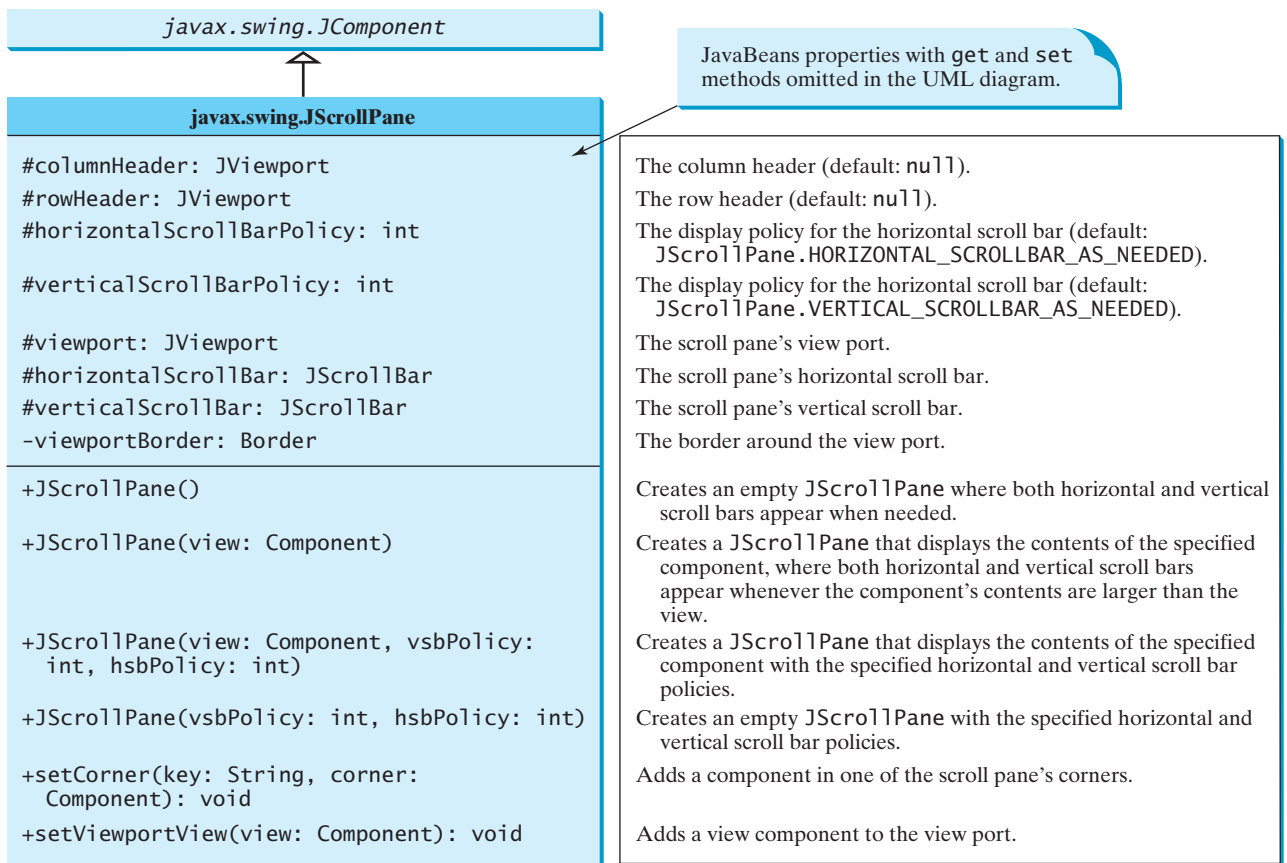 javax.swing.JComponent
JavaBeans properties with get and set
methods omitted in the UML diagram.
javax.swing.JScrollPane
#columnHeader: JViewport
The column header (default: null).
#rowHeader: JViewport
The row header (default: null).
#horizontalScrollBarPolicy: int
The display policy for the horizontal scroll bar (default:
JScrollPane.HORIZONTAL_SCROLLBAR_AS_NEEDED).
#verticalScrollBarPolicy: int
The display policy for the horizontal scroll bar (default:
JScrollPane.VERTICAL_SCROLLBAR_AS_NEEDED).
#viewport: JViewport
The scroll pane's view port.
#horizontalScrollBar: JScrollBar
The scroll pane's horizontal scroll bar.
#verticalScrollBar: JScrollBar
The scroll pane's vertical scroll bar.
-viewportBorder: Border
The border around the view port.
+JScrollPane()
Creates an empty JScrollPane where both horizontal and vertical
scroll bars appear when needed.
+JScrollPane(view: Component)
Creates a JScrollPane that displays the contents of the specified
component, where both horizontal and vertical scroll bars
appear whenever the component's contents are larger than the
view.
+JScrollPane(view: Component, vsbPolicy:
int, hsbPolicy: int)
Creates a JScrollPane that displays the contents of the specified
component with the specified horizontal and vertical scroll bar
policies.
+JScrollPane(vsbPolicy: int, hsbPolicy: int)
Creates an empty JScrollPane with the specified horizontal and
vertical scroll bar policies.
+setCorner(key: String, corner:
Component): void
Adds a component in one of the scroll pane's corners.
+setViewportView(view: Component): void
Adds a view component to the view port.